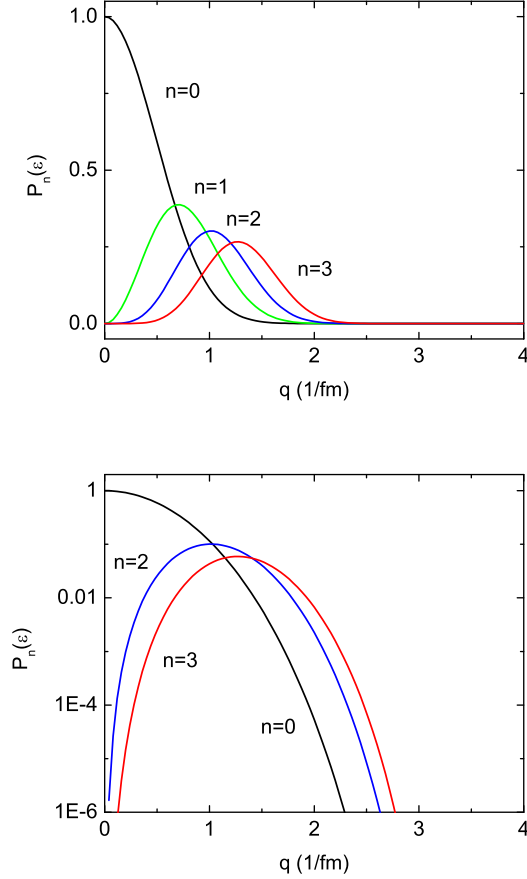 1.0
n=0
P_n(ε)
0.5
n=1
n=2
n=3
0.0
0 1 2 3 4
q (1/fm)
1
n=2
0.01
P_n(ε)
n=3
1E-4
n=0
1E-6
0 1 2 3 4
q (1/fm)